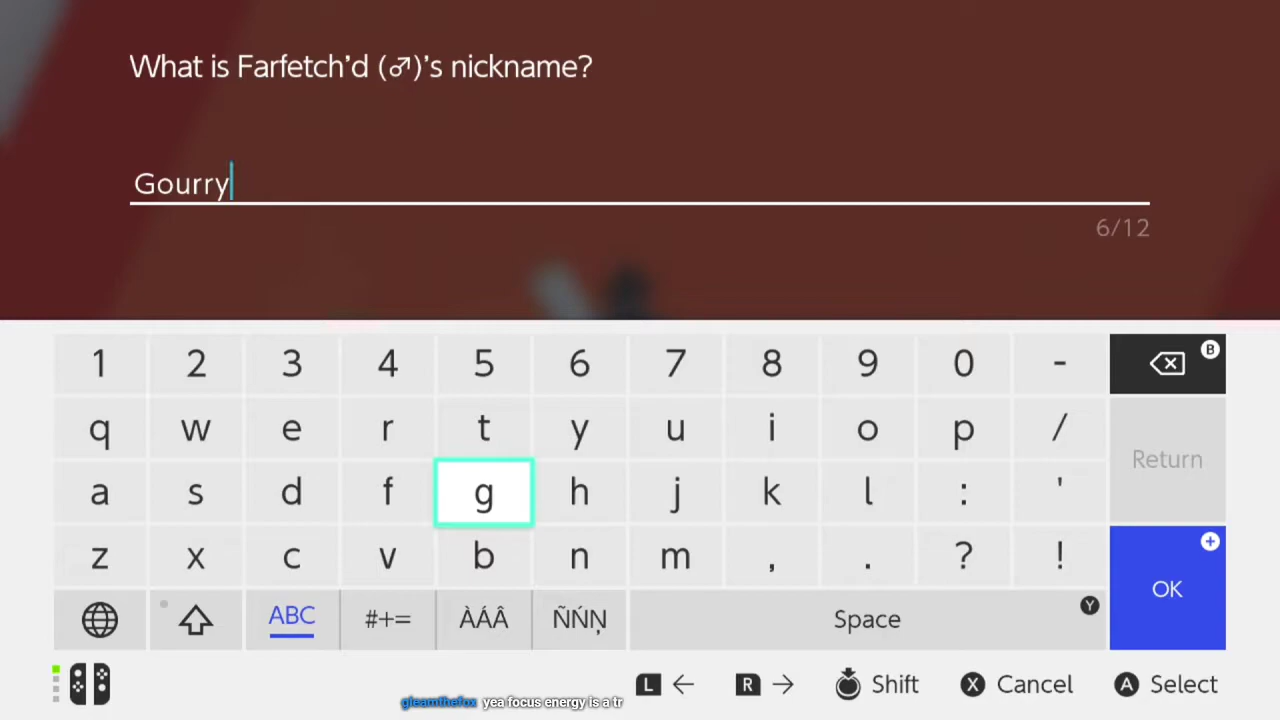 What is Farfetch’d (♂)’s nickname?
Gourry
6/12
1 2 3 4 5 6 7 8 9 0 - B
q w e r t y u i o p /
Return
a s d f g h j k l : '
z x c v b n m , . ? ! +
OK
ABC #+= ÀÁÂ ÑŃŅ Space Y
L ← R → Shift X Cancel A Select
gleamthefox yea focus energy is a tr